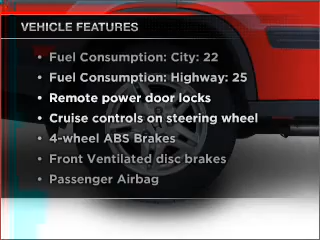 VEHICLE FEATURES
• Fuel Consumption: City: 22
• Fuel Consumption: Highway: 25
• Remote power door locks
• Cruise controls on steering wheel
• 4-wheel ABS Brakes
• Front Ventilated disc brakes
• Passenger Airbag